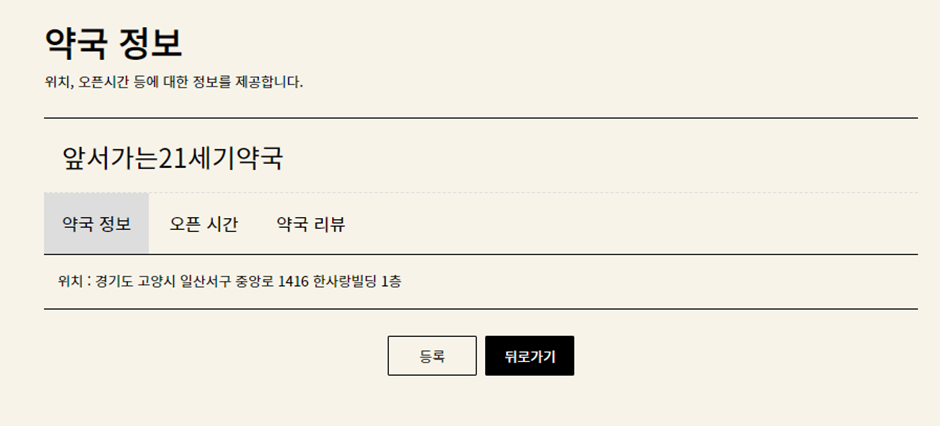 약국 정보
위치, 오픈시간 등에 대한 정보를 제공합니다.
앞서가는21세기약국
약국 정보 오픈 시간 약국 리뷰
위치 : 경기도 고양시 일산서구 중앙로 1416 한사랑빌딩 1층
등록 뒤로가기